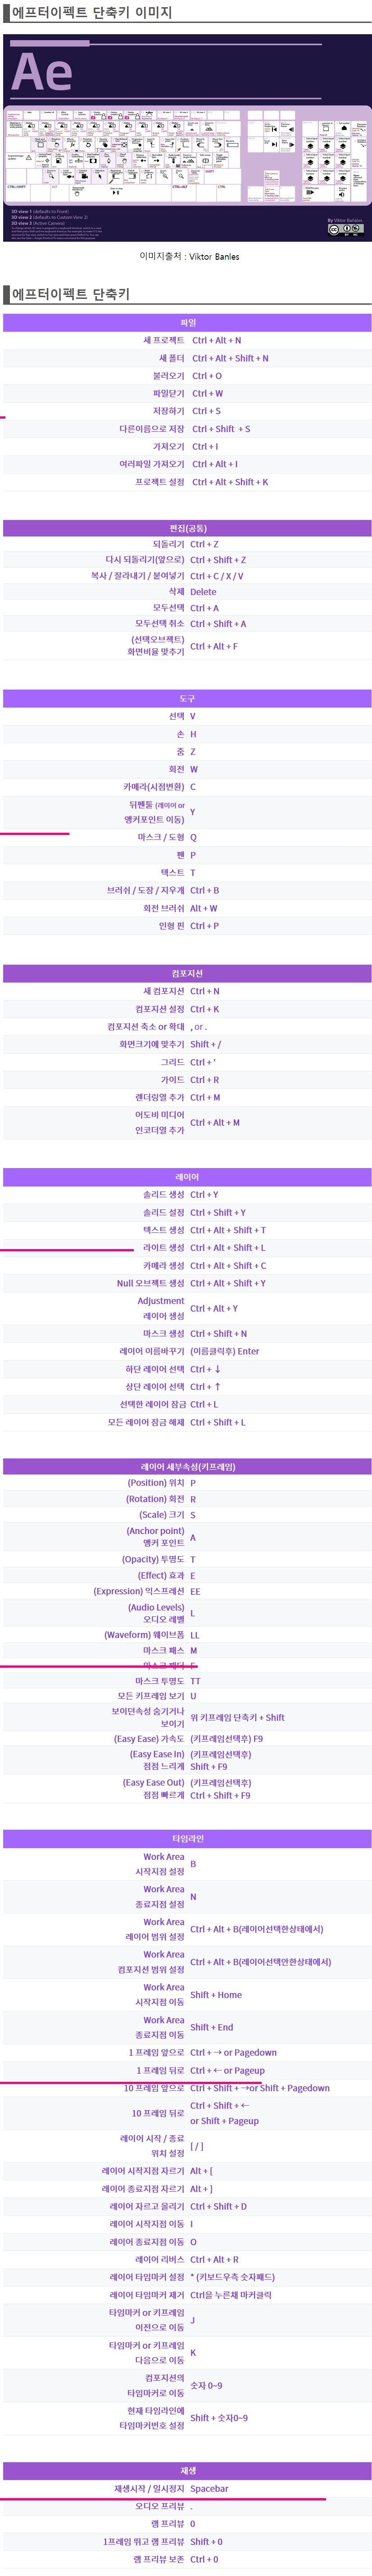 에프터이펙트 단축키 이미지
Ae
3D view 1 (defaults to Front)
3D view 2 (defaults to Custom View 3)
3D view 3 (Active Camera)
이미지출처 : Viktor Banles
에프터이펙트 단축키
파일
새 프로젝트 Ctrl + Alt + N
새 폴더 Ctrl + Alt + Shift + N
불러오기 Ctrl + O
파일닫기 Ctrl + W
저장하기 Ctrl + S
다른이름으로 저장 Ctrl + Shift + S
가져오기 Ctrl + I
여러파일 가져오기 Ctrl + Alt + I
프로젝트 설정 Ctrl + Alt + Shift + K
편집(공통)
되돌리기 Ctrl + Z
다시 되돌리기(앞으로) Ctrl + Shift + Z
복사 / 잘라내기 / 붙여넣기 Ctrl + C / X / V
삭제 Delete
모두선택 Ctrl + A
모두선택 취소 Ctrl + Shift + A
(선택오브젝트)
화면비율 맞추기 Ctrl + Alt + F
도구
선택 V
손 H
줌 Z
회전 W
카메라(시점변환) C
뒤펜툴 (레이어 or
앵커포인트 이동) Y
마스크 / 도형 Q
펜 P
텍스트 T
브러쉬 / 도장 / 지우개 Ctrl + B
회전 브러쉬 Alt + W
인형 핀 Ctrl + P
컴포지션
새 컴포지션 Ctrl + N
컴포지션 설정 Ctrl + K
컴포지션 축소 or 확대 , or .
화면크기에 맞추기 Shift + /
그리드 Ctrl + '
가이드 Ctrl + R
렌더링열 추가 Ctrl + M
어도비 미디어
인코더열 추가 Ctrl + Alt + M
레이어
솔리드 생성 Ctrl + Y
솔리드 설정 Ctrl + Shift + Y
텍스트 생성 Ctrl + Alt + Shift + T
라이트 생성 Ctrl + Alt + Shift + L
카메라 생성 Ctrl + Alt + Shift + C
Null 오브젝트 생성 Ctrl + Alt + Shift + Y
Adjustment
레이어 생성 Ctrl + Alt + Y
마스크 생성 Ctrl + Shift + N
레이어 이름바꾸기 (이름클릭후) Enter
하단 레이어 선택 Ctrl + ↓
상단 레이어 선택 Ctrl + ↑
선택한 레이어 잠금 Ctrl + L
모든 레이어 잠금 해제 Ctrl + Shift + L
레이어 세부속성(키프레임)
(Position) 위치 P
(Rotation) 회전 R
(Scale) 크기 S
(Anchor point)
앵커 포인트 A
(Opacity) 투명도 T
(Effect) 효과 E
(Expression) 익스프레션 EE
(Audio Levels)
오디오 레벨 L
(Waveform) 웨이브폼 LL
마스크 패스 M
마스크 페더 F
마스크 투명도 TT
모든 키프레임 보기 U
보이던속성 숨기거나
보이기 위 키프레임 단축키 + Shift
(Easy Ease) 가속도 (키프레임선택후) F9
(Easy Ease In) (키프레임선택후)
점점 느리게 Shift + F9
(Easy Ease Out) (키프레임선택후)
점점 빠르게 Ctrl + Shift + F9
타임라인
Work Area
시작지점 설정 B
Work Area
종료지점 설정 N
Work Area
레이어 범위 설정 Ctrl + Alt + B(레이어선택한상태에서)
Work Area
컴포지션 범위 설정 Ctrl + Alt + B(레이어선택안한상태에서)
Work Area
시작지점 이동 Shift + Home
Work Area
종료지점 이동 Shift + End
1 프레임 앞으로 Ctrl + → or Pagedown
1 프레임 뒤로 Ctrl + ← or Pageup
10 프레임 앞으로 Ctrl + Shift + →or Shift + Pagedown
10 프레임 뒤로 Ctrl + Shift + ←
or Shift + Pageup
레이어 시작 / 종료
위치 설정 [ / ]
레이어 시작지점 자르기 Alt + [
레이어 종료지점 자르기 Alt + ]
레이어 자르고 올리기 Ctrl + Shift + D
레이어 시작지점 이동 I
레이어 종료지점 이동 O
레이어 리버스 Ctrl + Alt + R
레이어 타임마커 설정 * (키보드우측 숫자패드)
레이어 타임마커 제거 Ctrl을 누른채 마커클릭
타임마커 or 키프레임
이전으로 이동 J
타임마커 or 키프레임
다음으로 이동 K
컴포지션의
타임마커로 이동 숫자 0~9
현재 타임라인에
타임마커번호 설정 Shift + 숫자0~9
재생
재생시작 / 일시정지 Spacebar
오디오 프리뷰 .
램 프리뷰 0
1프레임 뛰고 램 프리뷰 Shift + 0
램 프리뷰 보존 Ctrl + 0